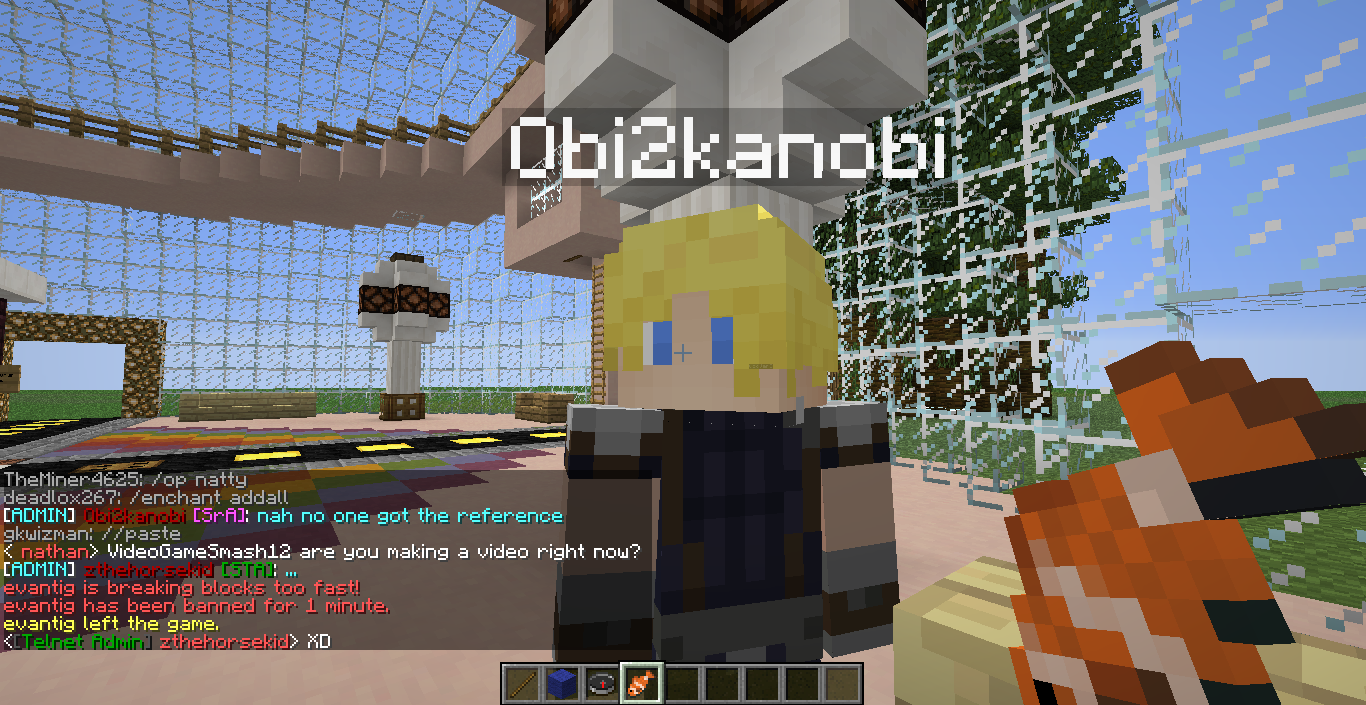 Obi2kanobi
TheMiner4625: /op natty
deadlox267: /enchant addall
[ADMIN] Obi2kanobi [SrA]: nah no one got the reference
gkwizman: //paste
< nathan> VideoGameSmash12 are you making a video right now?
[ADMIN] zthehorsekid [STA]: ...
evantig is breaking blocks too fast!
evantig has been banned for 1 minute.
evantig left the game.
<[Telnet Admin] zthehorsekid> XD